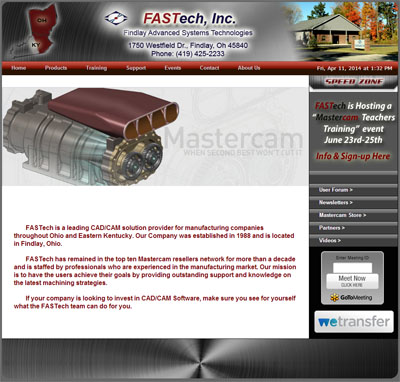 OH
KY
FASTech, Inc.
Findlay Advanced Systems Technologies
1750 Westfield Dr., Findlay, Oh 45840
Phone: (419) 425-2233
Home Products Training Support Events Contact About Us
Fri, Apr 11, 2014 at 1:32 PM
SPEED ZONE
FASTech is Hosting a
"Mastercam Teachers
Training" event
June 23rd-25th
Info & Sign-up Here
Mastercam
WHEN SECOND BEST WON'T CUT IT
User Forum >
Newsletters >
Mastercam Store >
Partners >
Videos >
Enter Meeting ID
Meet Now
CLICK HERE
GoToMeeting
wetransfer
FASTech is a leading CAD/CAM solution provider for manufacturing companies
throughout Ohio and Eastern Kentucky. Our Company was established in 1988 and is located
in Findlay, Ohio.
FASTech has remained in the top ten Mastercam resellers network for more than a decade
and is staffed by professionals who are experienced in the manufacturing market. Our mission
is to have the users achieve their goals by providing outstanding support and knowledge on
the latest machining strategies.
If your company is looking to invest in CAD/CAM Software, make sure you see for yourself
what the FASTech team can do for you.